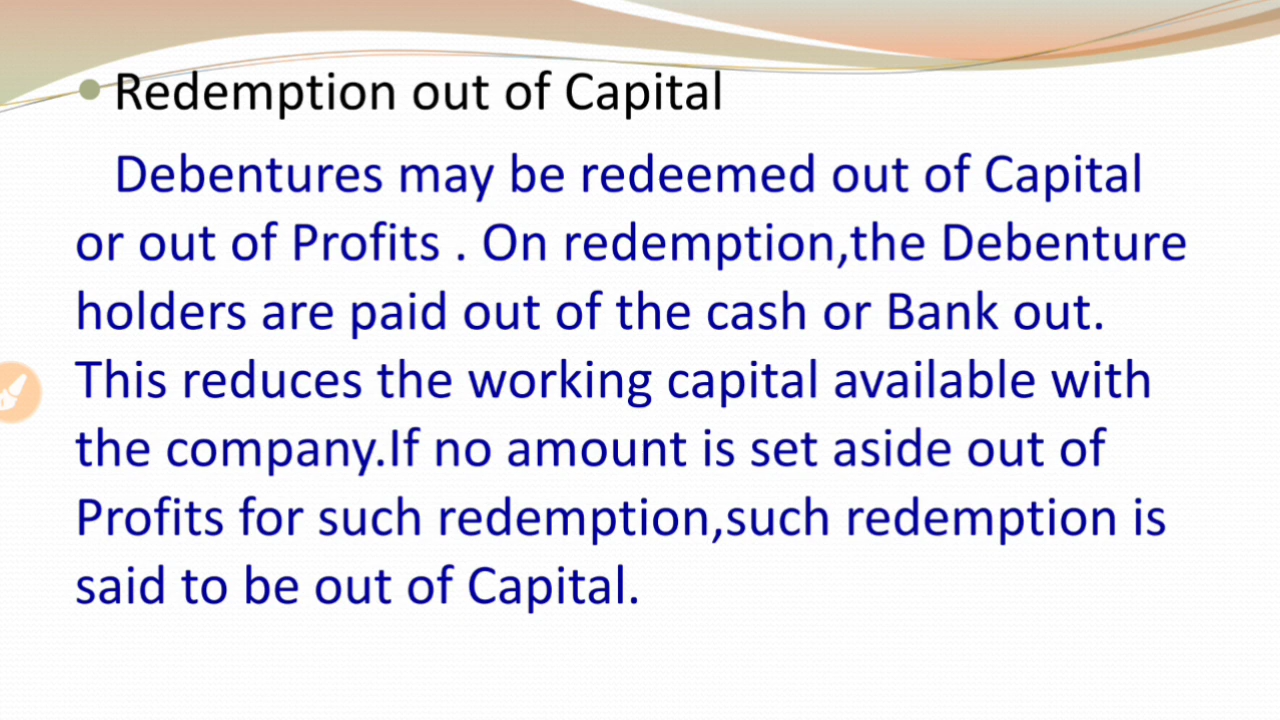 Redemption out of Capital
Debentures may be redeemed out of Capital
or out of Profits . On redemption,the Debenture
holders are paid out of the cash or Bank out.
This reduces the working capital available with
the company.If no amount is set aside out of
Profits for such redemption,such redemption is
said to be out of Capital.